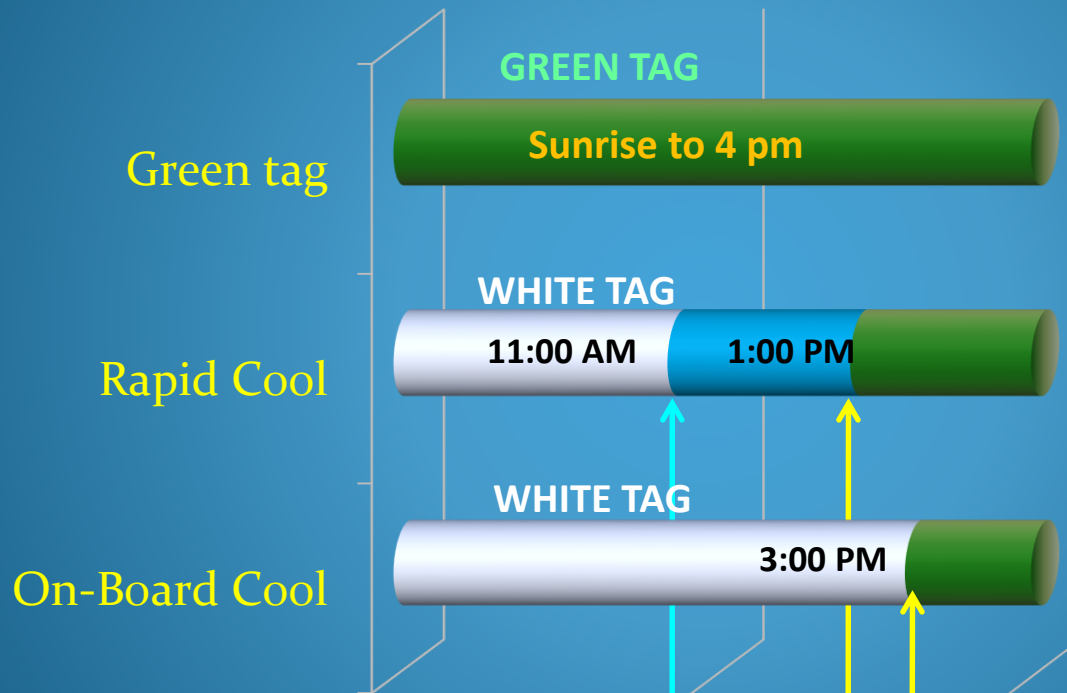 GREEN TAG
Green tag
Sunrise to 4 pm
WHITE TAG
Rapid Cool
11:00 AM
1:00 PM
WHITE TAG
On-Board Cool
3:00 PM